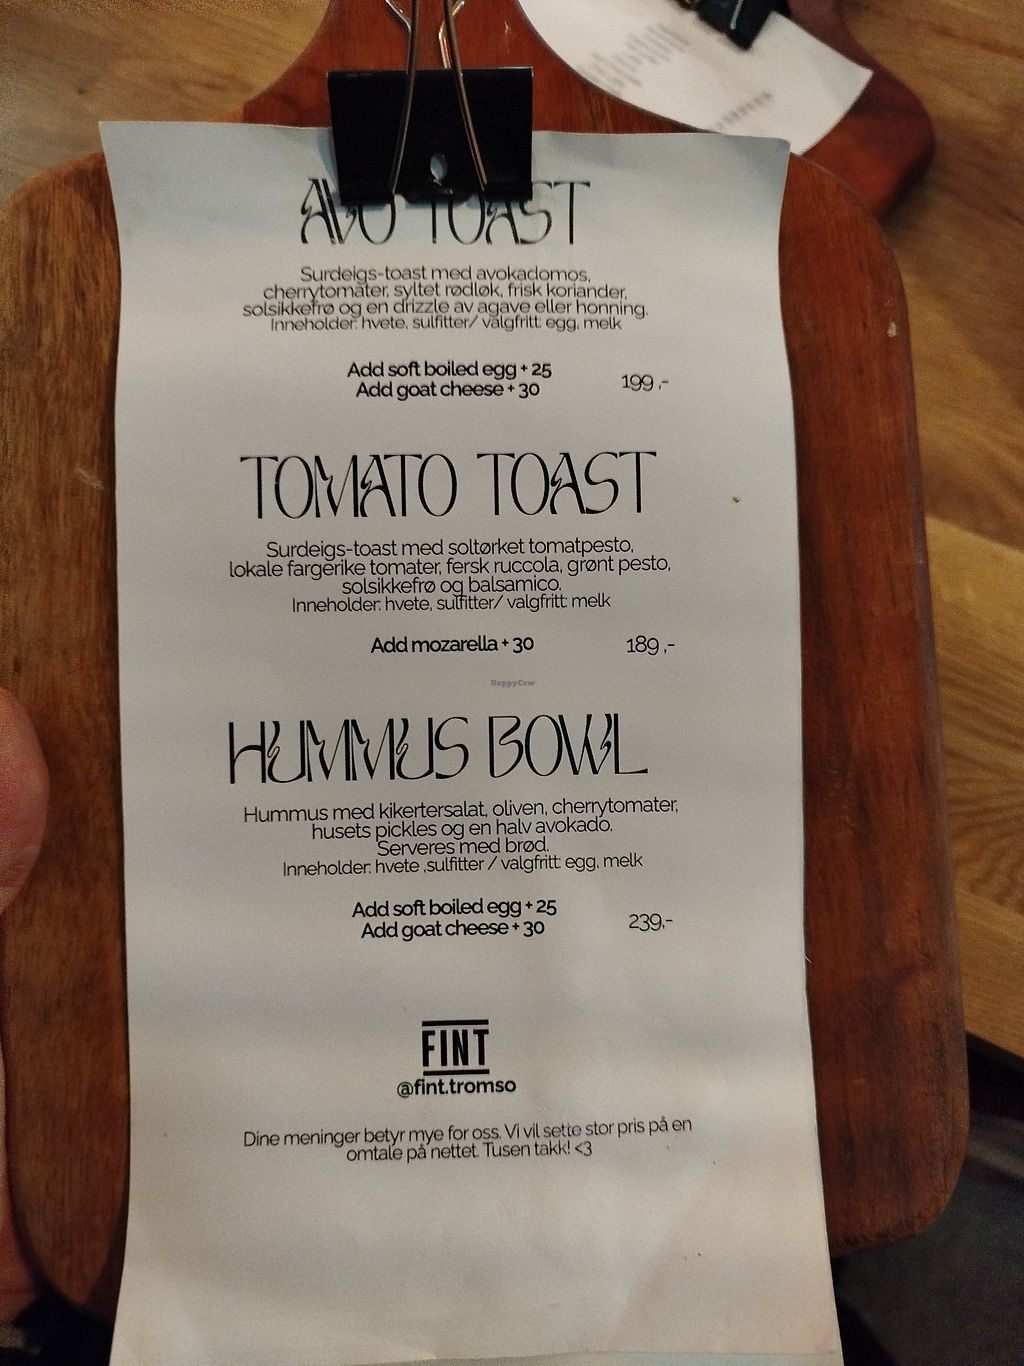 AVO TOAST
Surdeigs-toast med avokadomos,
cherrytomater, syltet rødløk, frisk koriander,
solsikkefrø og en drizzle av agave eller honning.
Inneholder: hvete, sulfitter/ valgfritt: egg, melk
Add soft boiled egg + 25
Add goat cheese + 30
199 ,-
TOMATO TOAST
Surdeigs-toast med soltørket tomatpesto,
lokale fargerike tomater, fersk ruccola, grønt pesto,
solsikkefrø og balsamico.
Inneholder: hvete, sulfitter/ valgfritt: melk
Add mozarella + 30
189 ,-
HappyCow
HUMMUS BOWL
Hummus med kikertersalat, oliven, cherrytomater,
husets pickles og en halv avokado.
Serveres med brød.
Inneholder: hvete ,sulfitter / valgfritt: egg, melk
Add soft boiled egg + 25
Add goat cheese + 30
239,-
FINT
@fint.tromso
Dine meninger betyr mye for oss. Vi vil sette stor pris på en
omtale på nettet. Tusen takk! <3